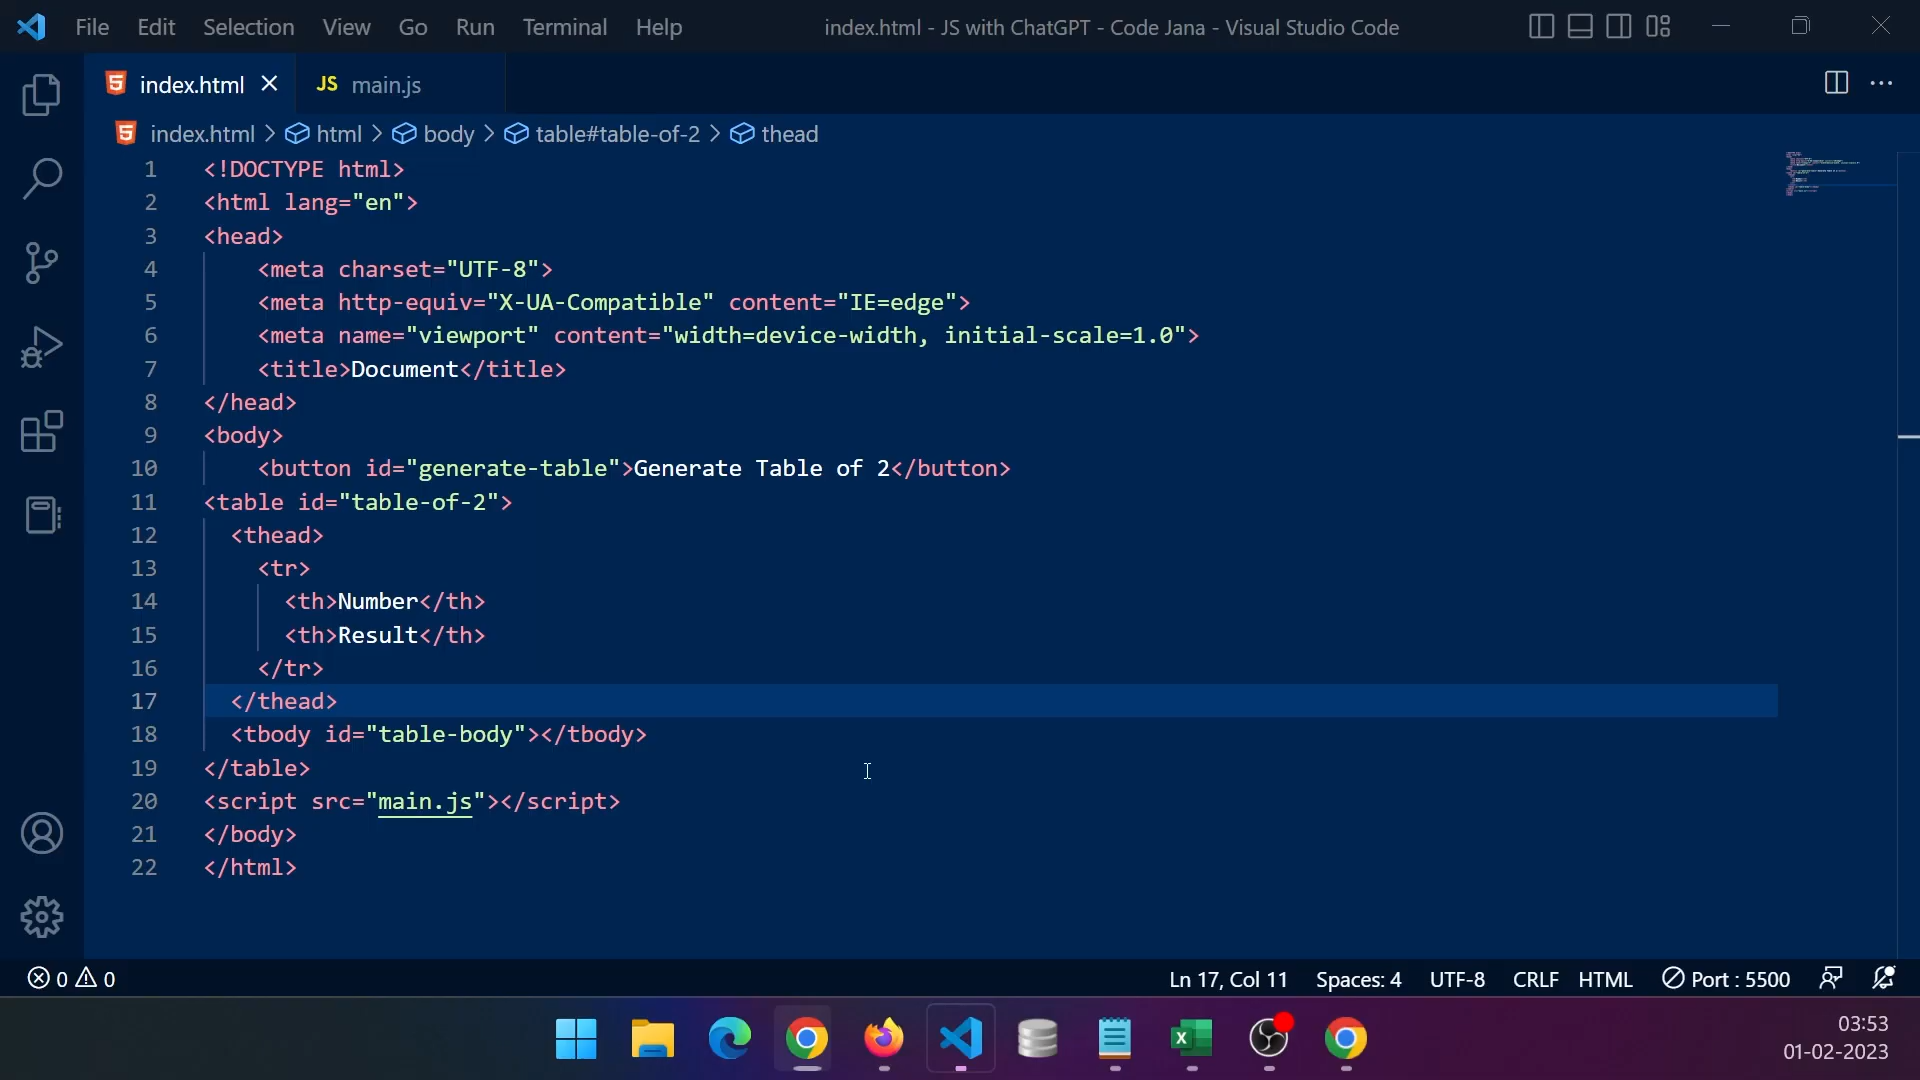 File Edit Selection View Go Run Terminal Help index.html - JS with ChatGPT - Code Jana - Visual Studio Code
index.html JS main.js
index.html > html > body > table#table-of-2 > thead
1 <!DOCTYPE html>
2 <html lang="en">
3 <head>
4 <meta charset="UTF-8">
5 <meta http-equiv="X-UA-Compatible" content="IE=edge">
6 <meta name="viewport" content="width=device-width, initial-scale=1.0">
7 <title>Document</title>
8 </head>
9 <body>
10 <button id="generate-table">Generate Table of 2</button>
11 <table id="table-of-2">
12 <thead>
13 <tr>
14 <th>Number</th>
15 <th>Result</th>
16 </tr>
17 </thead>
18 <tbody id="table-body"></tbody>
19 </table>
20 <script src="main.js"></script>
21 </body>
22 </html>
0 0 Ln 17, Col 11 Spaces: 4 UTF-8 CRLF HTML Port : 5500
03:53
01-02-2023